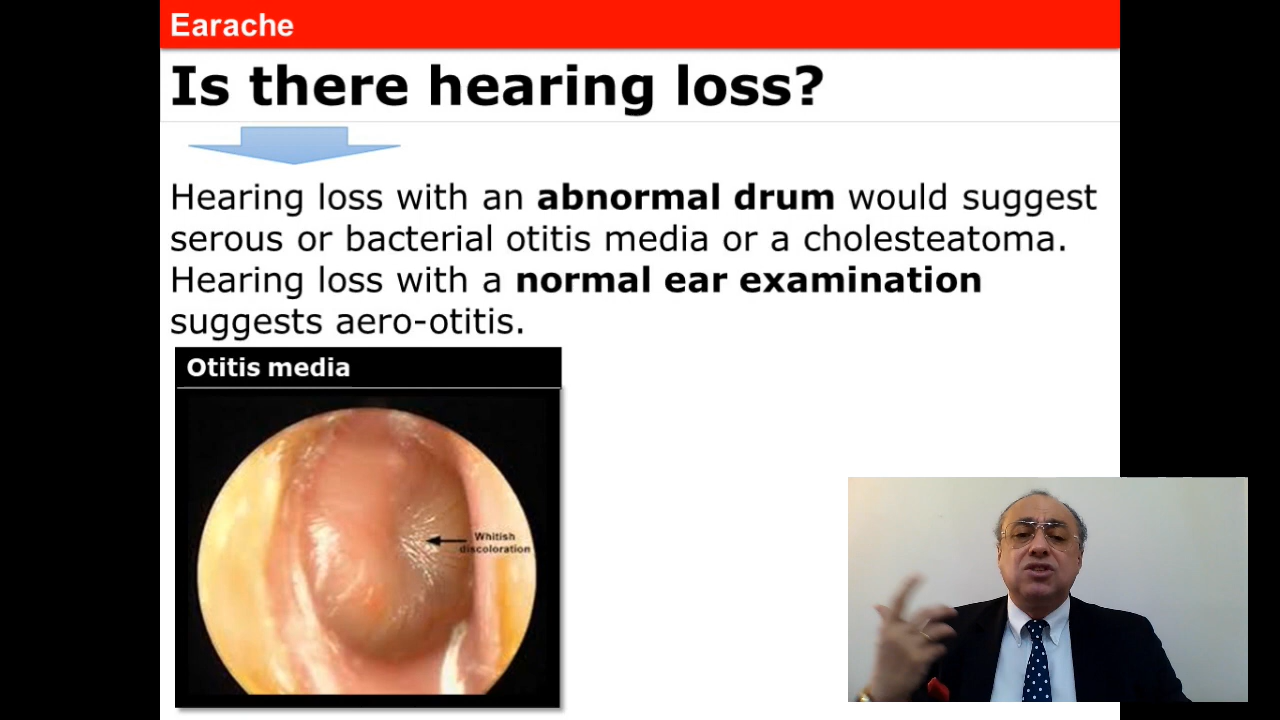 Earache
Is there hearing loss?
Hearing loss with an abnormal drum would suggest
serous or bacterial otitis media or a cholesteatoma.
Hearing loss with a normal ear examination
suggests aero-otitis.
Otitis media
Whitish
discoloration